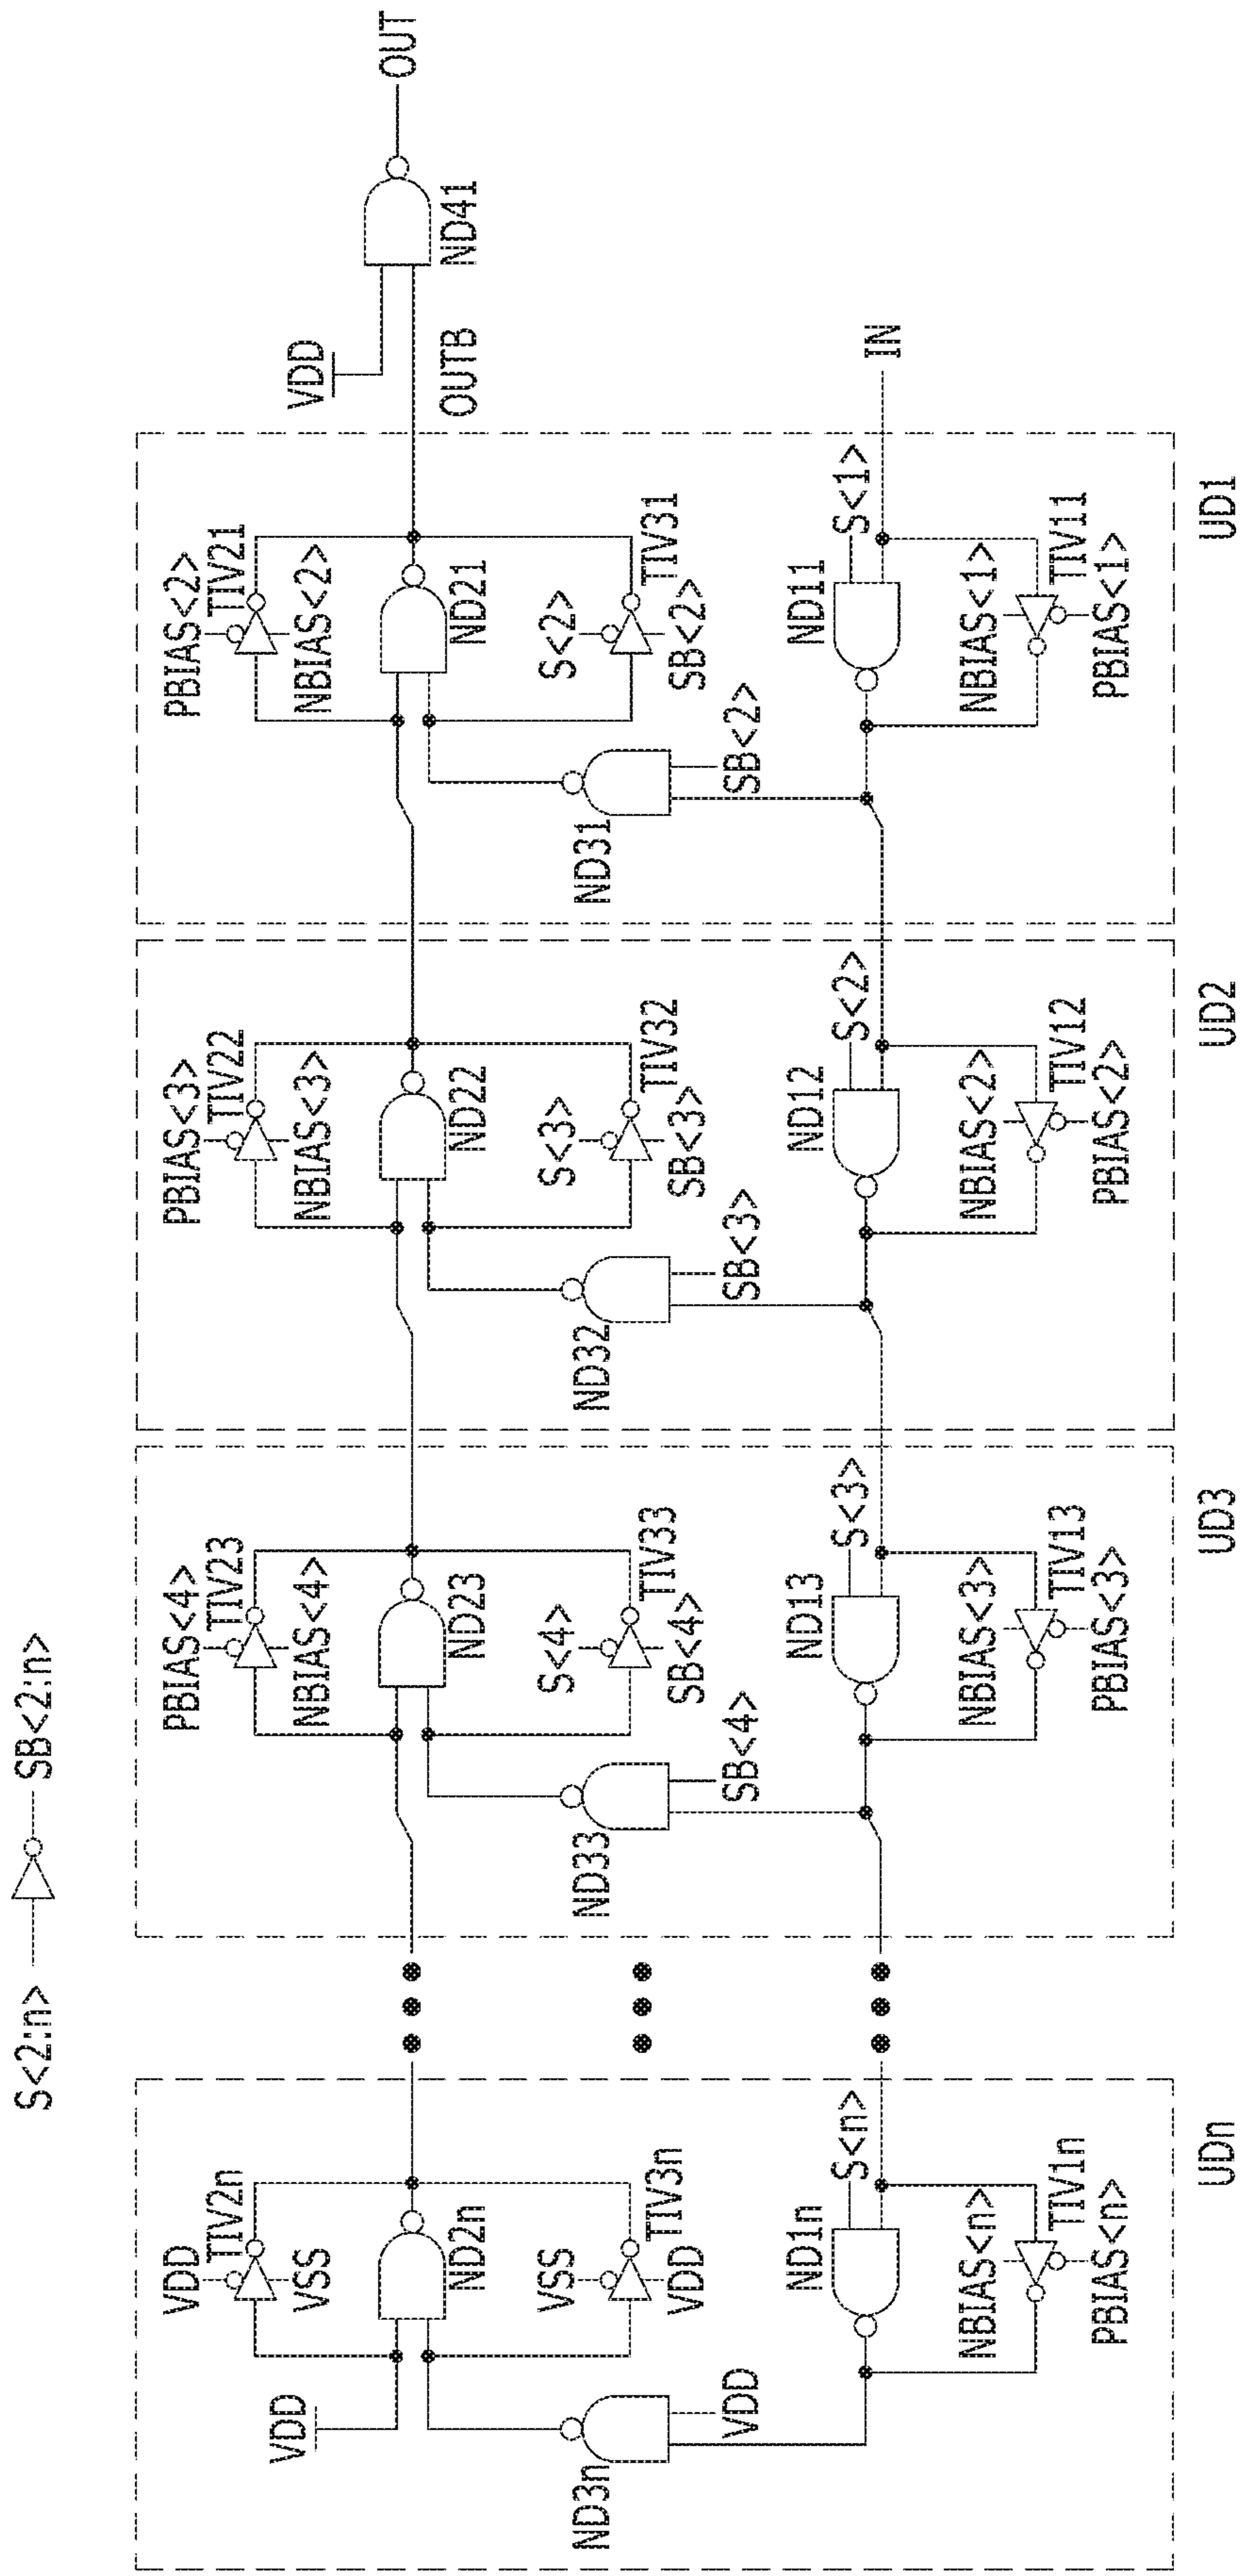 S<2:n>
SB<2:n>
VDD
TIV2n
VSS
VDD
ND2n
VSS
TIV3n
VDD
ND3n
VDD
S<n>
ND1n
NBIAS<n>
TIV1n
PBIAS<n>
UDn
PBIAS<4>
TIV23
NBIAS<4>
ND23
S<4>
TIV33
SB<4>
ND33
SB<4>
S<3>
ND13
NBIAS<3>
TIV13
PBIAS<3>
UD3
PBIAS<3>
TIV22
NBIAS<3>
ND22
S<3>
TIV32
SB<3>
ND32
SB<3>
S<2>
ND12
NBIAS<2>
TIV12
PBIAS<2>
UD2
PBIAS<2>
TIV21
NBIAS<2>
ND21
S<2>
TIV31
SB<2>
ND31
SB<2>
S<1>
ND11
NBIAS<1>
TIV11
PBIAS<1>
UD1
VDD
OUTB
ND41
OUT
IN